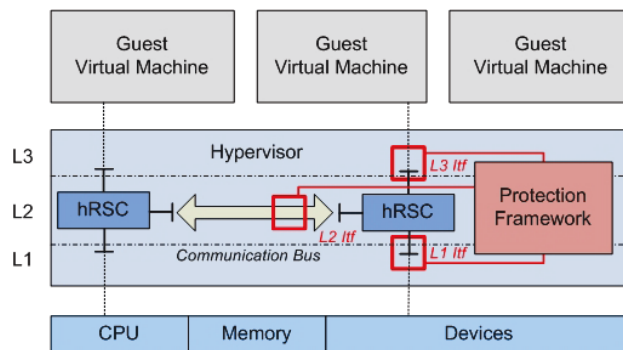 Guest
Virtual Machine
Guest
Virtual Machine
Guest
Virtual Machine
L3
Hypervisor
L3 Itf
L2
hRSC
hRSC
Protection
Framework
L2 Itf
L1
Communication Bus
L1 Itf
CPU
Memory
Devices